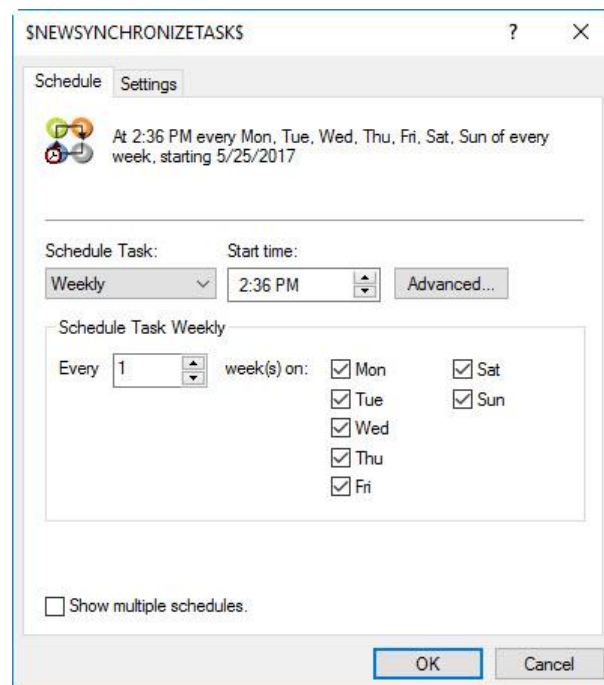 $NEWSYNCHRONIZETASK$
Schedule Settings
At 2:36 PM every Mon, Tue, Wed, Thu, Fri, Sat, Sun of every
week, starting 5/25/2017
Schedule Task: Start time:
Weekly 2:36 PM Advanced...
Schedule Task Weekly
Every 1 week(s) on: Mon Sat
Tue Sun
Wed
Thu
Fri
Show multiple schedules.
OK Cancel